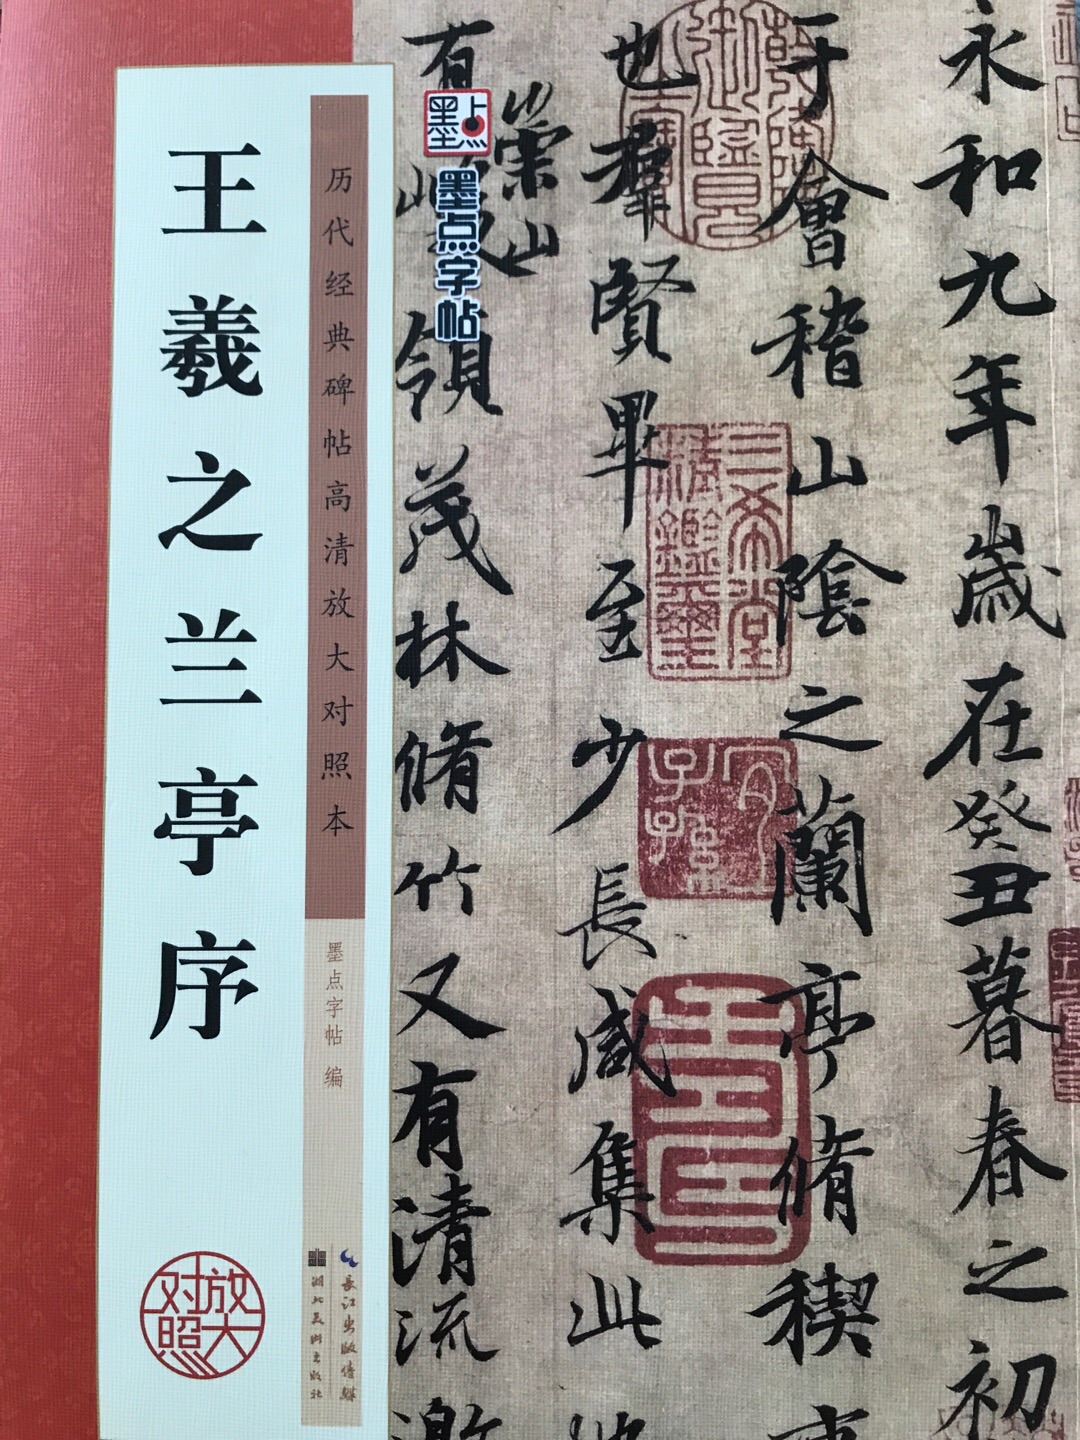 王羲之兰亭序
历代经典碑帖高清放大对照本
墨点字帖 编
放大对照
长江出版传媒
湖北美术出版社
墨点
墨点字帖
永和九年歲在癸丑暮春之初
于會稽山陰之蘭亭脩稧
也羣賢畢至少長咸集此
有崇山
領茂林脩竹又有清流激